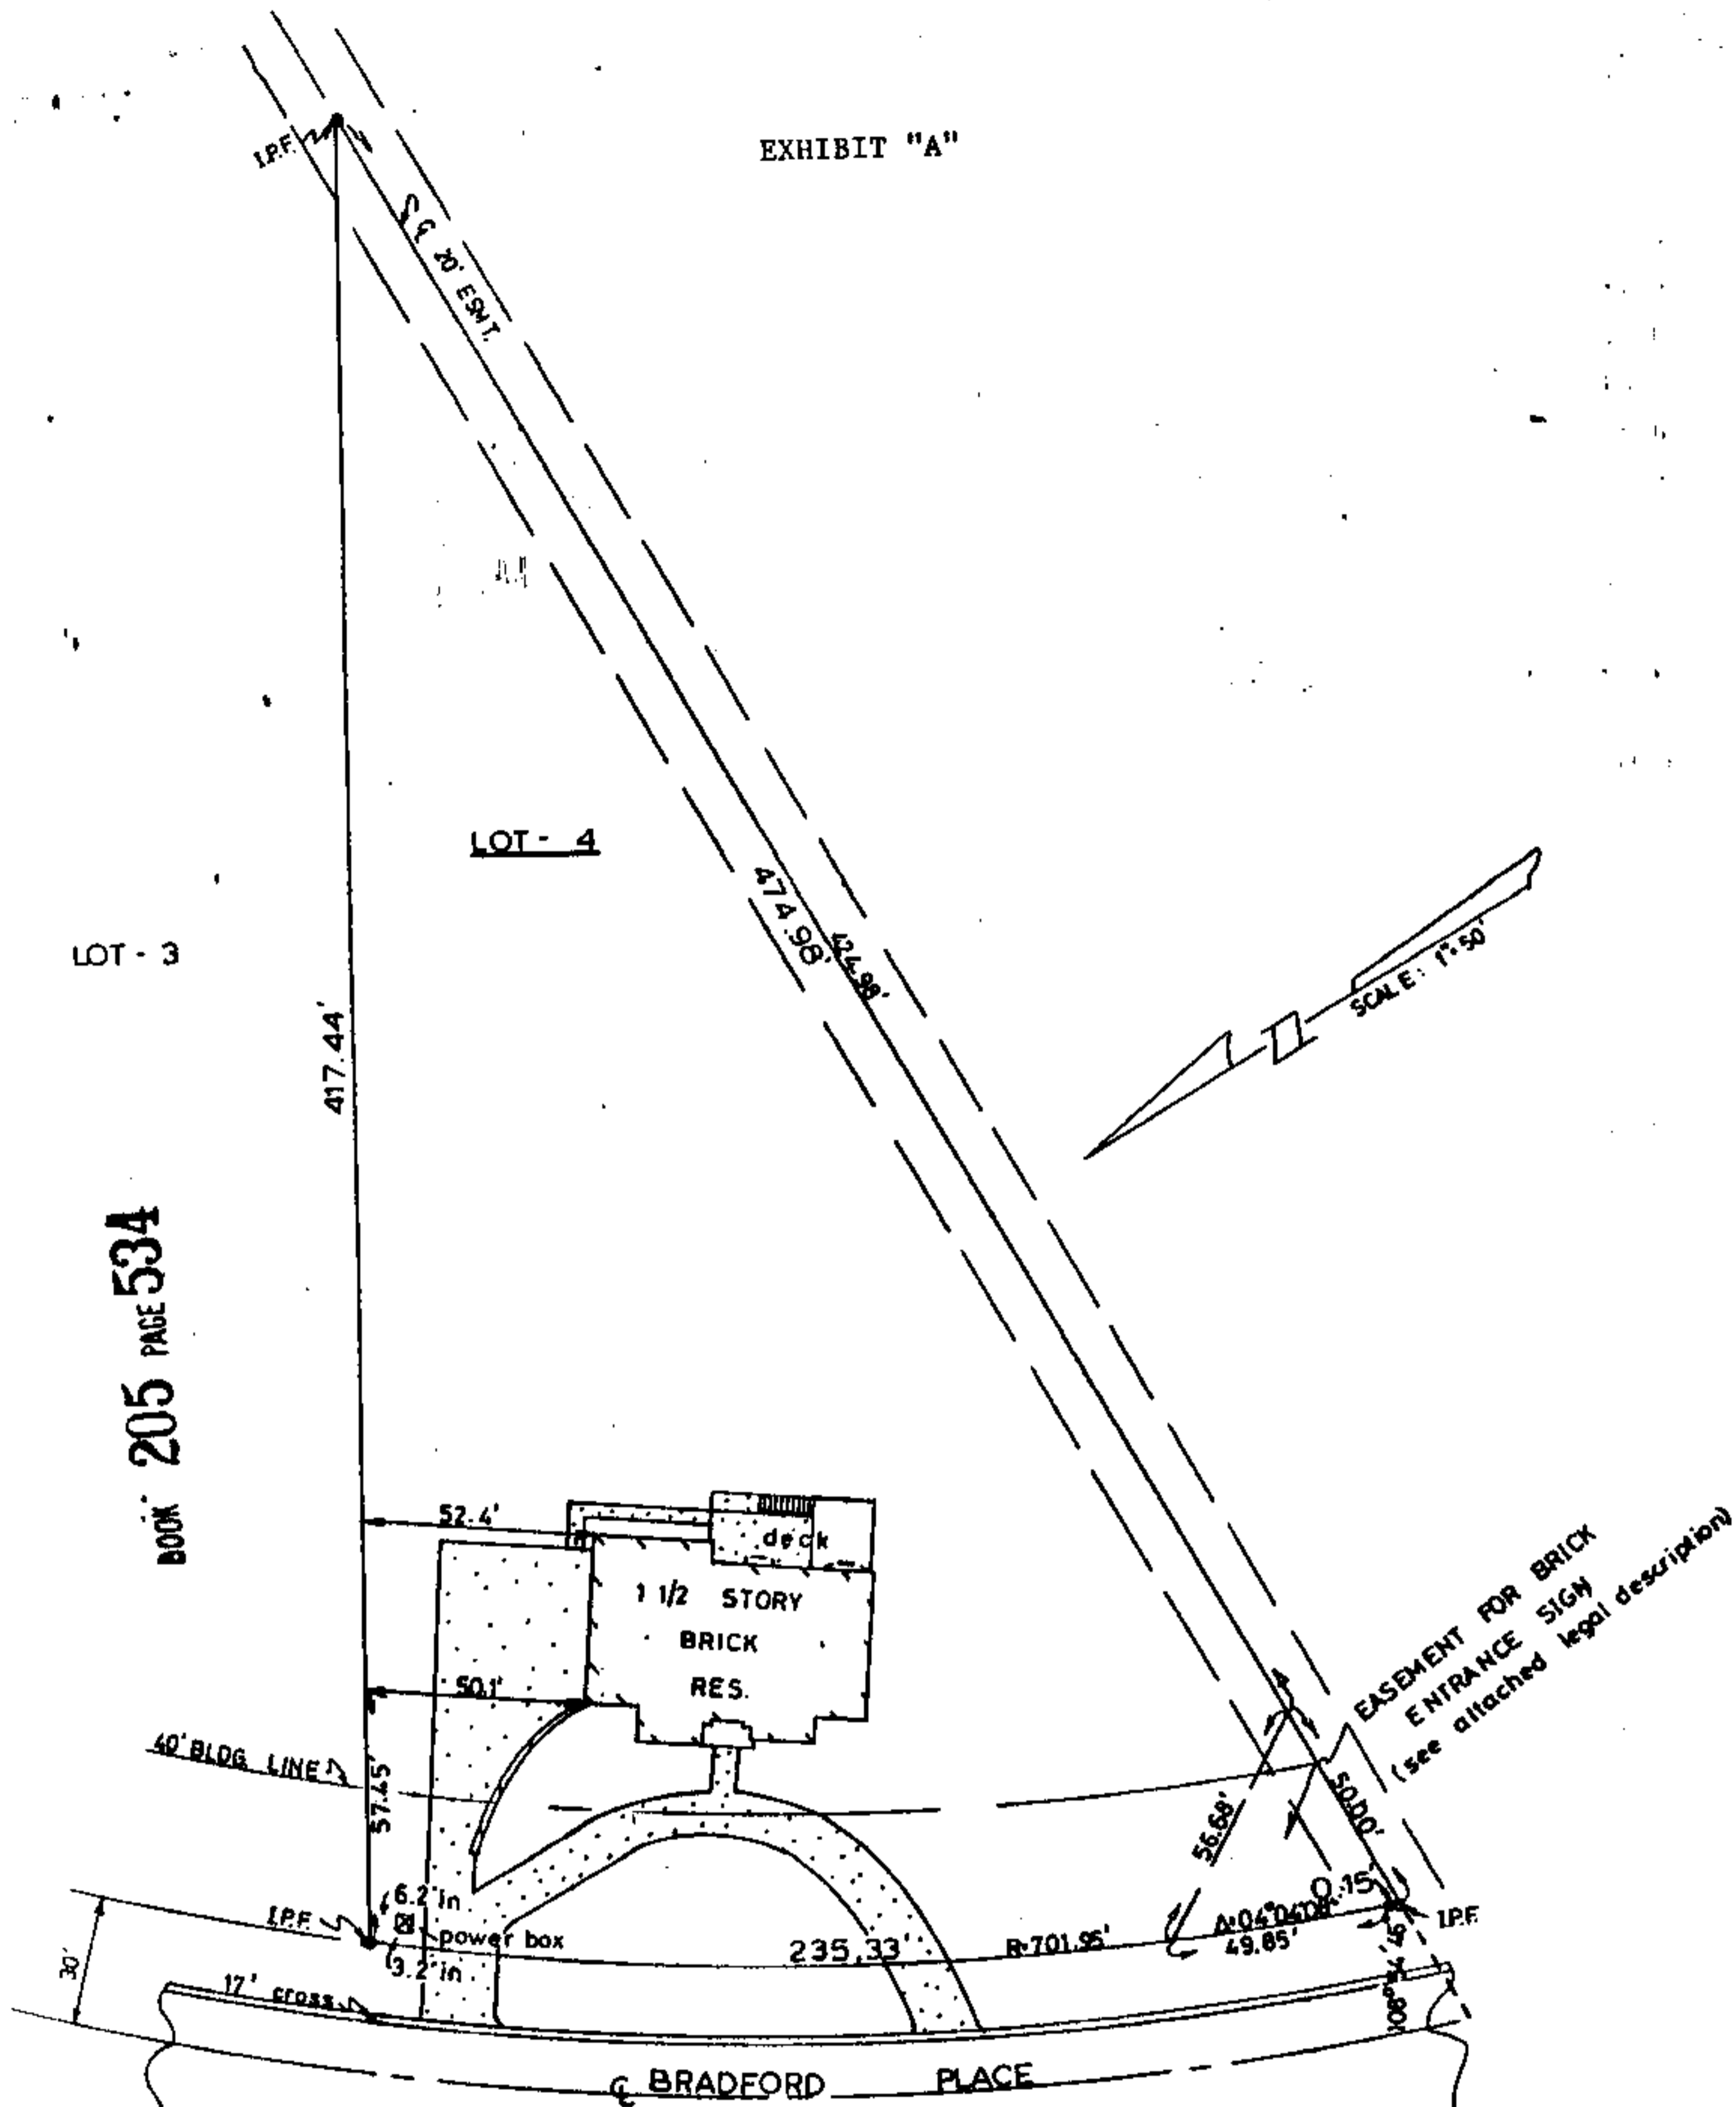 EXHIBIT "A"
I.P.F.
℄ 20' ESMT.
LOT - 4
LOT - 3
474.98'
424.98'
417.44'
SCALE: 1"=50'
BOOK 205 PAGE 534
52.4'
deck
1 1/2 STORY
BRICK
RES.
50.1'
EASEMENT FOR BRICK
ENTRANCE SIGN
(see attached legal description)
40' BLDG. LINE
57.45'
50.00'
56.68'
I.P.F.
6.2' in
power box
3.2' in
235.33'
R=701.95'
Δ=04°04'08"
49.85'
0.15'
I.P.F.
30'
17' cross
℄ BRADFORD PLACE